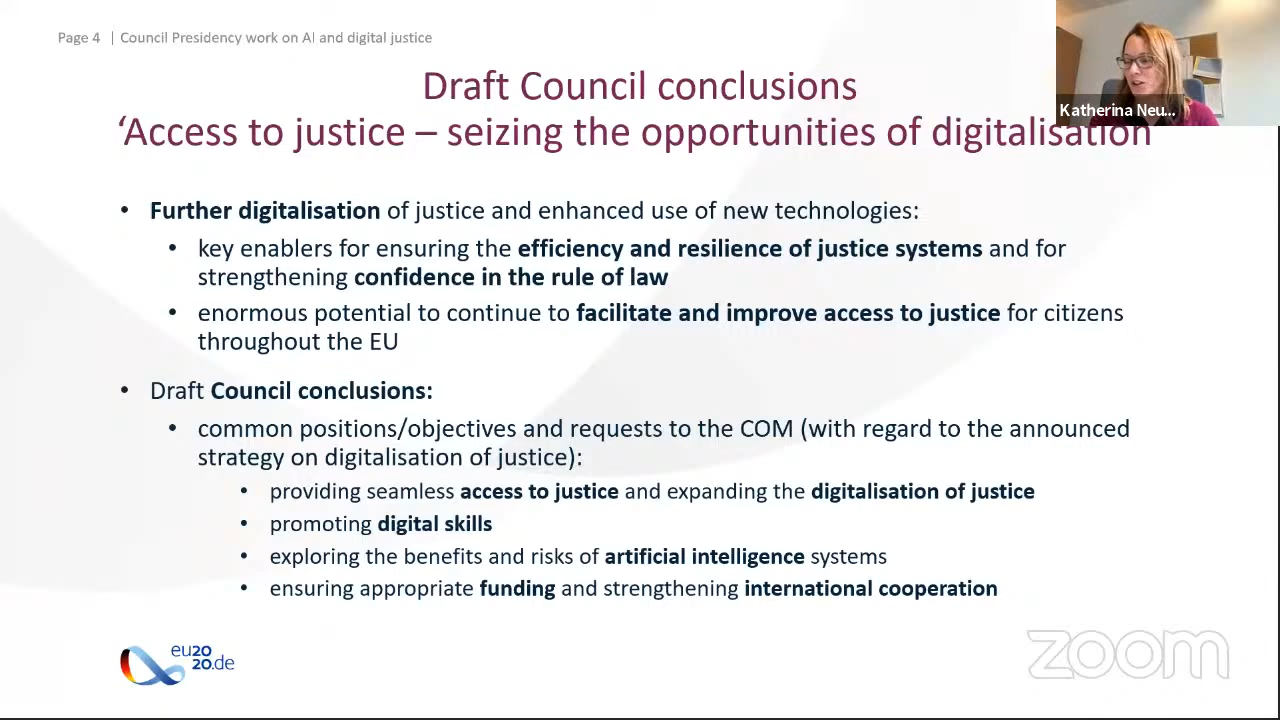 Page 4 | Council Presidency work on AI and digital justice
Katherina Neu...
Draft Council conclusions
‘Access to justice – seizing the opportunities of digitalisation
• Further digitalisation of justice and enhanced use of new technologies:
• key enablers for ensuring the efficiency and resilience of justice systems and for
strengthening confidence in the rule of law
• enormous potential to continue to facilitate and improve access to justice for citizens
throughout the EU
• Draft Council conclusions:
• common positions/objectives and requests to the COM (with regard to the announced
strategy on digitalisation of justice):
• providing seamless access to justice and expanding the digitalisation of justice
• promoting digital skills
• exploring the benefits and risks of artificial intelligence systems
• ensuring appropriate funding and strengthening international cooperation
eu20
20.de
zoom